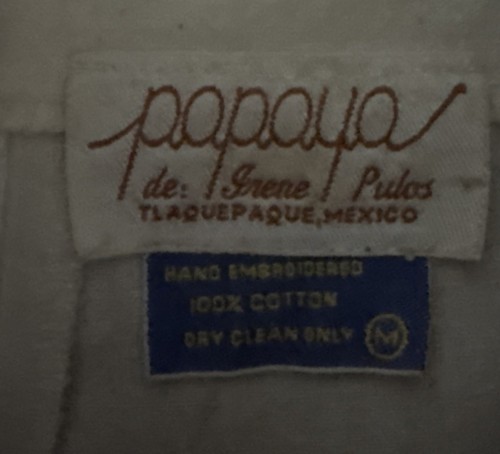 papaya
de: Irene Pulos
TLAQUEPAQUE, MEXICO
HAND EMBROIDERED
100% COTTON
DRY CLEAN ONLY M